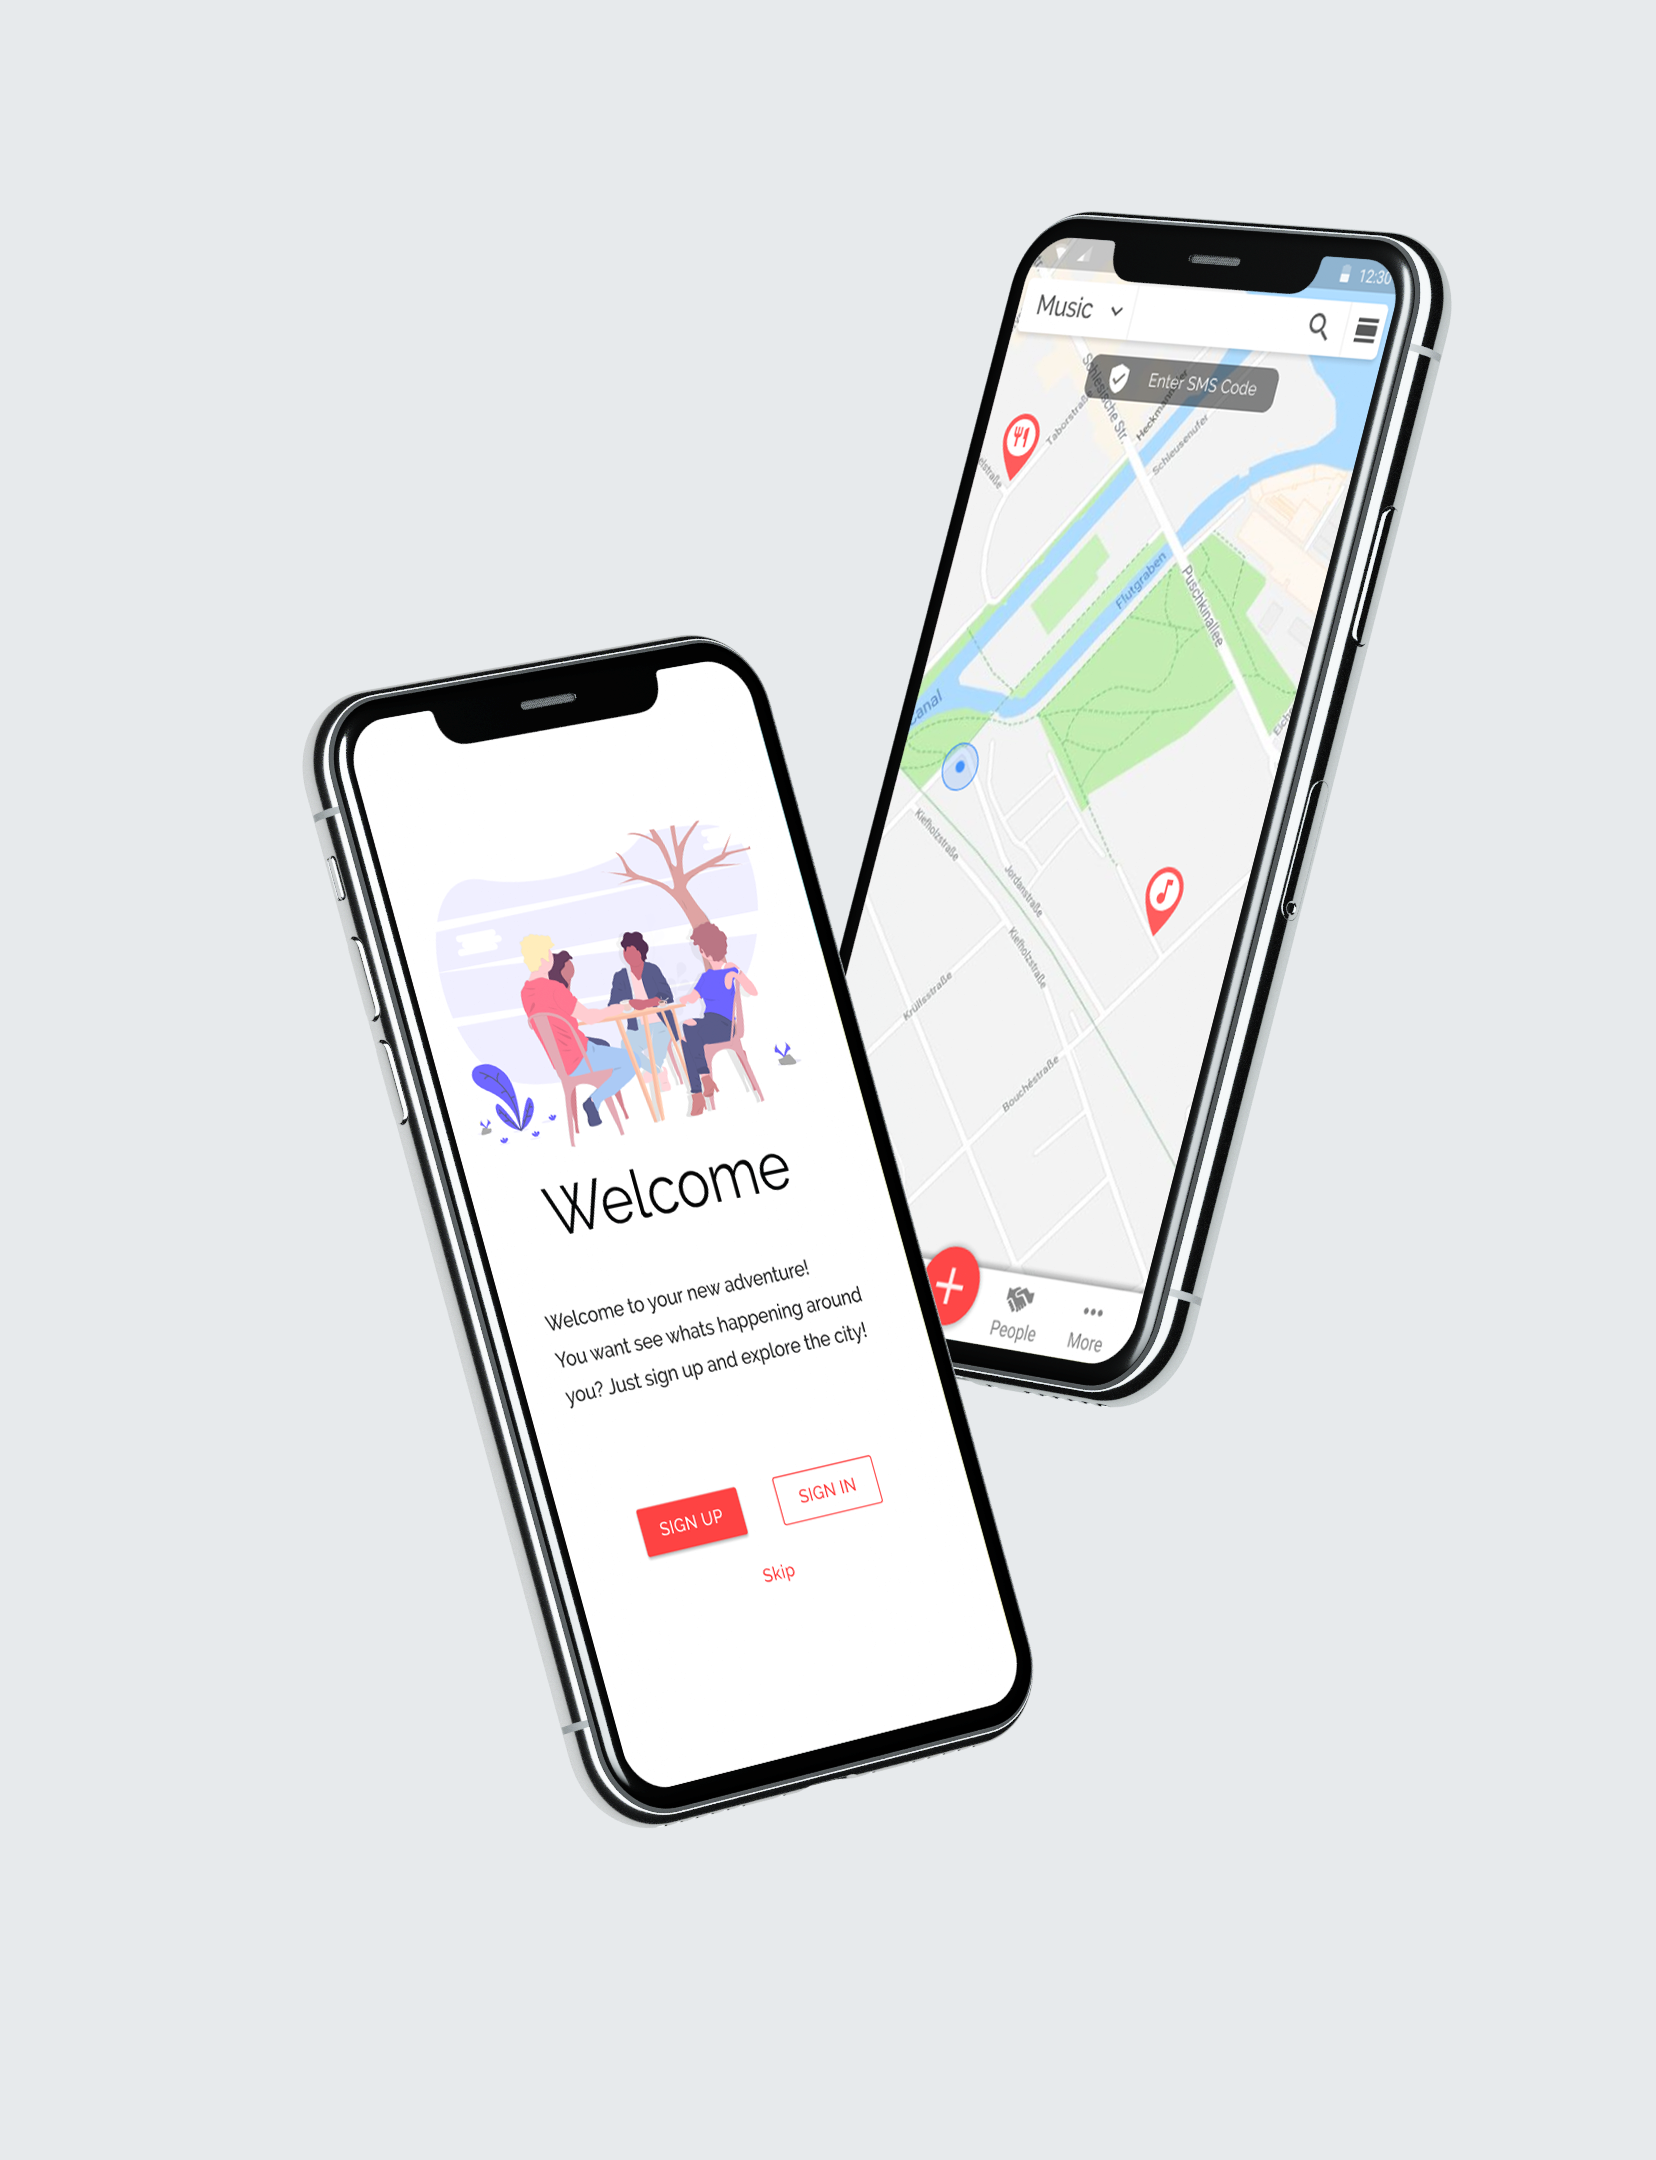 12:30
Music
Enter SMS Code
Schlesische Str.
Taborstraße
Schleusenufer
Flutgraben
Puschkinallee
Kiefholzstraße
Jordanstraße
Kiefholzstraße
Krüllsstraße
Bouchéstraße
People
More
Welcome
Welcome to your new adventure!
You want see whats happening around
you? Just sign up and explore the city!
SIGN UP
SIGN IN
Skip